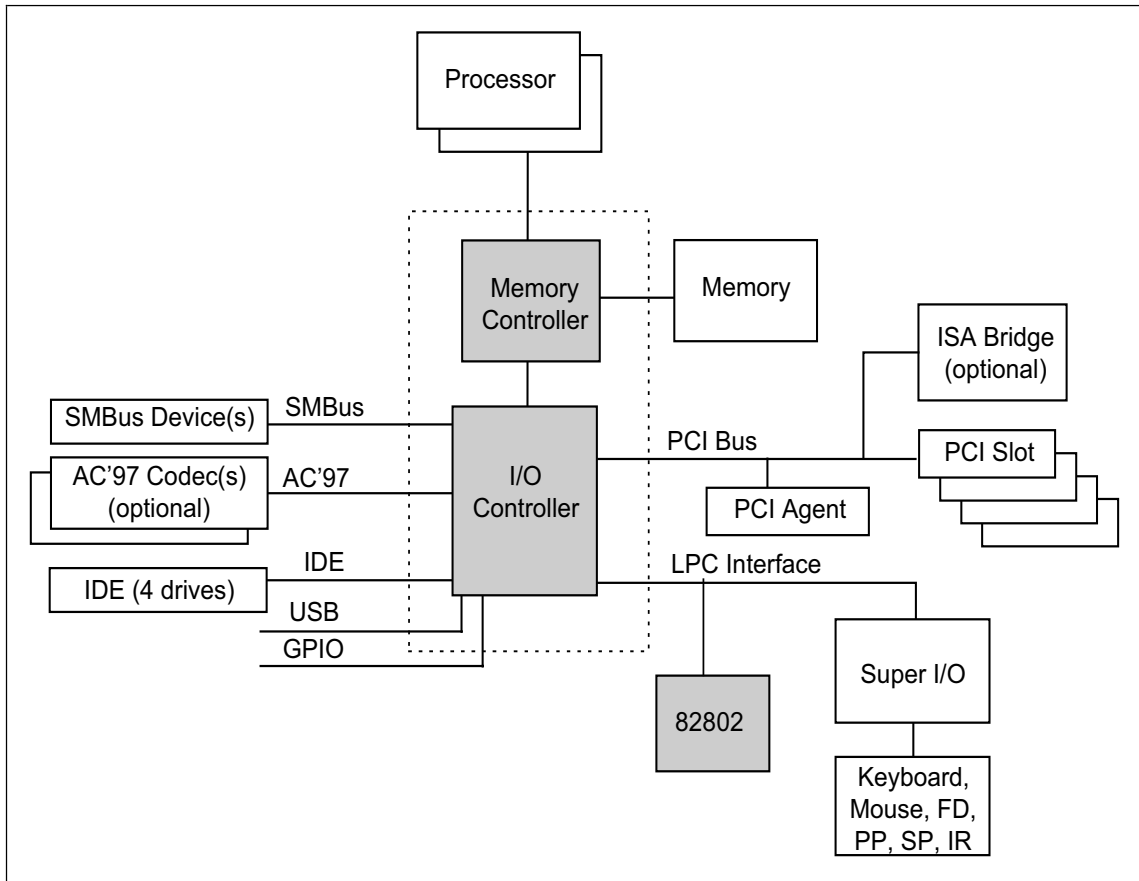 Processor
Memory
Controller
Memory
ISA Bridge
(optional)
SMBus Device(s)
SMBus
AC'97 Codec(s)
(optional)
AC'97
I/O
Controller
PCI Bus
PCI Slot
PCI Agent
IDE (4 drives)
IDE
USB
GPIO
LPC Interface
82802
Super I/O
Keyboard,
Mouse, FD,
PP, SP, IR